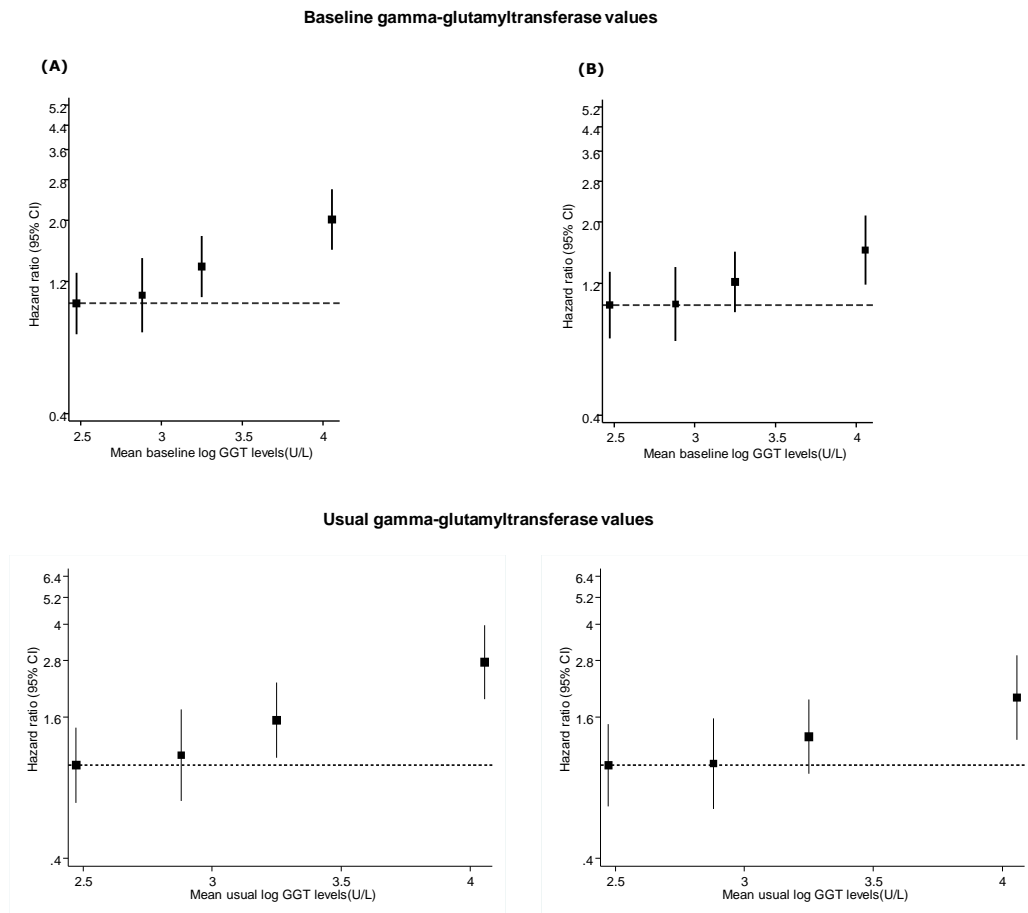 Baseline gamma-glutamyltransferase values
(A)
5.2
4.4
3.6
2.8
2.0
1.2
0.4
Hazard ratio (95% CI)
2.5 3 3.5 4
Mean baseline log GGT levels(U/L)
(B)
5.2
4.4
3.6
2.8
2.0
1.2
0.4
Hazard ratio (95% CI)
2.5 3 3.5 4
Mean baseline log GGT levels(U/L)
Usual gamma-glutamyltransferase values
6.4
5.2
4
2.8
1.6
.4
Hazard ratio (95% CI)
2.5 3 3.5 4
Mean usual log GGT levels(U/L)
6.4
5.2
4
2.8
1.6
.4
Hazard ratio (95% CI)
2.5 3 3.5 4
Mean usual log GGT levels(U/L)